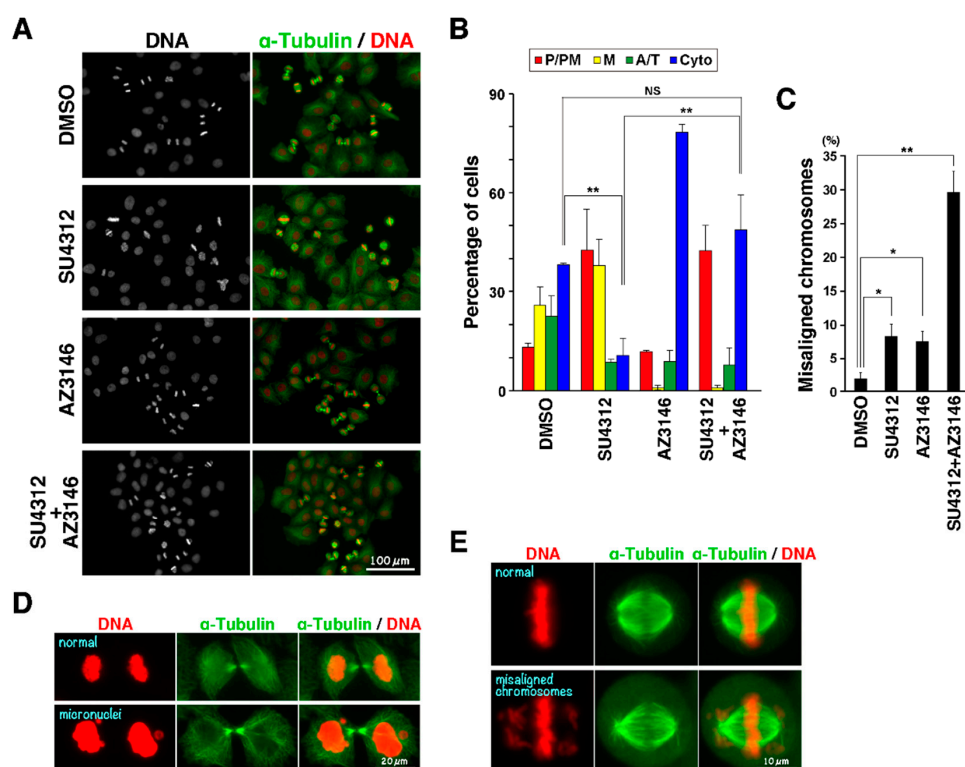 A
DNA
α-Tubulin / DNA
DMSO
SU4312
AZ3146
SU4312
+
AZ3146
100 µm
B
P/PM M A/T Cyto
NS
**
**
90
60
30
0
Percentage of cells
DMSO
SU4312
AZ3146
SU4312
+
AZ3146
C
(%)
**
*
*
35
30
25
20
15
10
5
0
Misaligned chromosomes
DMSO
SU4312
AZ3146
SU4312+AZ3146
D
DNA
α-Tubulin
α-Tubulin / DNA
normal
micronuclei
20 µm
E
DNA
α-Tubulin
α-Tubulin / DNA
normal
misaligned
chromosomes
10 µm